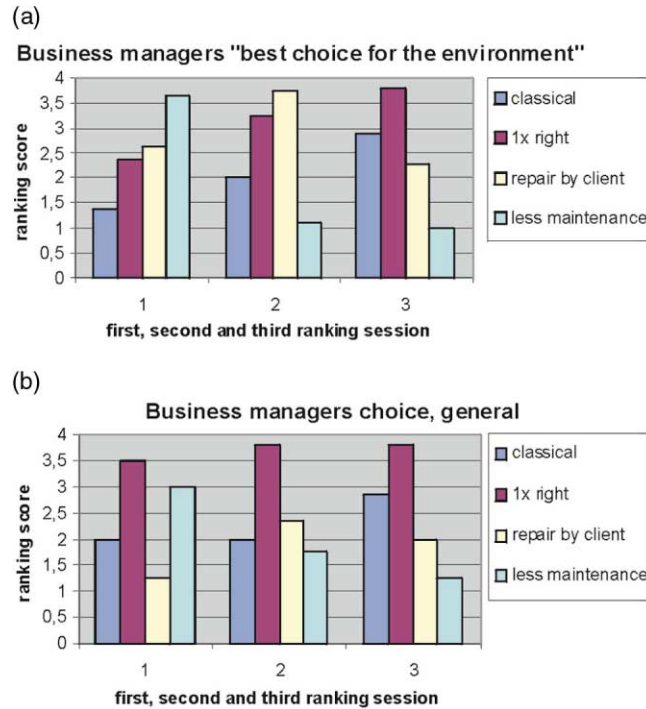 (a)
Business managers "best choice for the environment"
ranking score
4
3,5
3
2,5
2
1,5
1
0,5
0
1 2 3
first, second and third ranking session
classical
1x right
repair by client
less maintenance
(b)
Business managers choice, general
ranking score
4
3,5
3
2,5
2
1,5
1
0,5
0
1 2 3
first, second and third ranking session
classical
1x right
repair by client
less maintenance